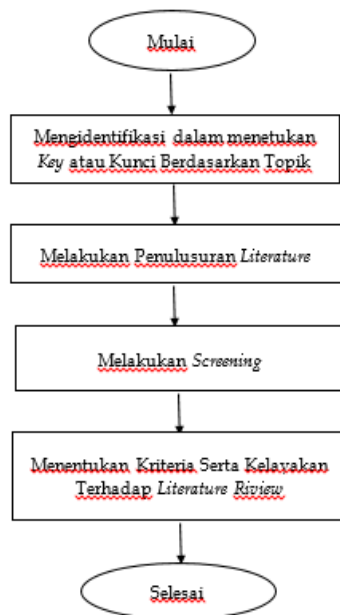 Mulai
Mengidentifikasi dalam menetukan
Key atau Kunci Berdasarkan Topik
Melakukan Penulusuran Literature
Melakukan Screening
Menentukan Kriteria Serta Kelayakan
Terhadap Literature Riview
Selesai